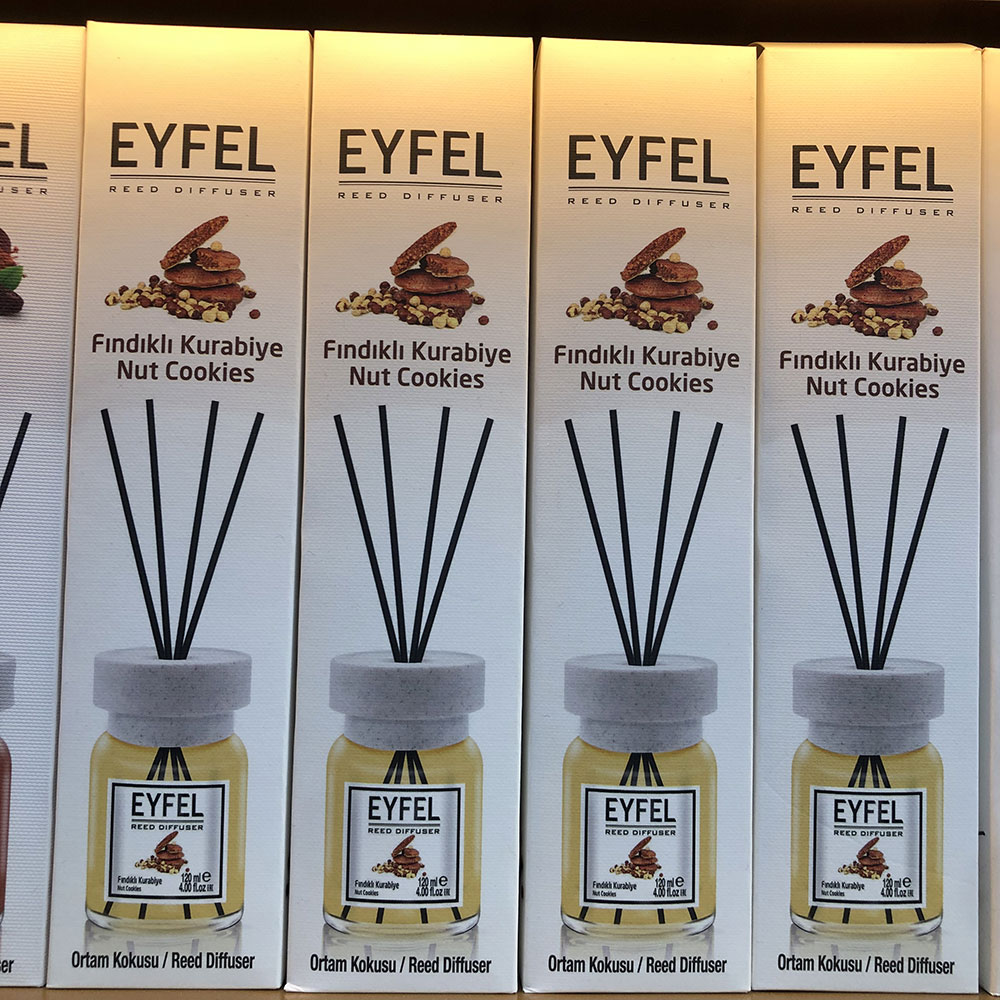 EL
USER
er
EYFEL
REED DIFFUSER
Fındıklı Kurabiye
Nut Cookies
EYFEL
REED DIFFUSER
Fındıklı Kurabiye
Nut Cookies
120 ml e
4.00 fl.oz
Ortam Kokusu / Reed Diffuser
EYFEL
REED DIFFUSER
Fındıklı Kurabiye
Nut Cookies
EYFEL
REED DIFFUSER
Fındıklı Kurabiye
Nut Cookies
120 ml e
4.00 fl.oz
Ortam Kokusu / Reed Diffuser
EYFEL
REED DIFFUSER
Fındıklı Kurabiye
Nut Cookies
EYFEL
REED DIFFUSER
Fındıklı Kurabiye
Nut Cookies
120 ml e
4.00 fl.oz
Ortam Kokusu / Reed Diffuser
EYFEL
REED DIFFUSER
Fındıklı Kurabiye
Nut Cookies
EYFEL
REED DIFFUSER
Fındıklı Kurabiye
Nut Cookies
120 ml e
4.00 fl.oz
Ortam Kokusu / Reed Diffuser